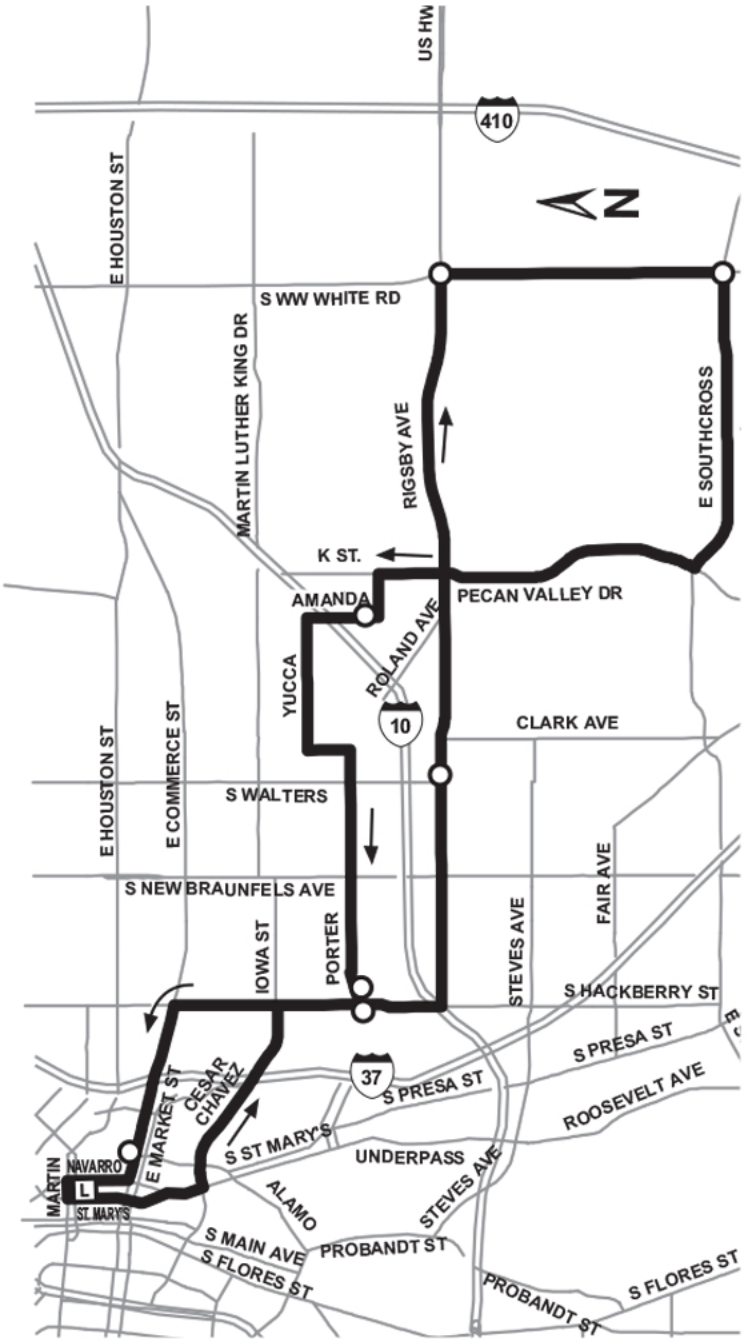 US HW
410
N
E HOUSTON ST
S WW WHITE RD
MARTIN LUTHER KING DR
RIGSBY AVE
E SOUTHCROSS
K ST.
AMANDA
PECAN VALLEY DR
ROLAND AVE
YUCCA
10
CLARK AVE
E HOUSTON ST
E COMMERCE ST
S WALTERS
S NEW BRAUNFELS AVE
FAIR AVE
STEVES AVE
IOWA ST
PORTER
S HACKBERRY ST
E S
S PRESA ST
37
CESAR
CHAVEZ
E MARKET ST
S PRESA ST
ROOSEVELT AVE
S ST MARY'S
UNDERPASS
NAVARRO
MARTIN
L
ST. MARY'S
ALAMO
STEVES AVE
S MAIN AVE
PROBANDT ST
S FLORES ST
PROBANDT ST
S FLORES ST